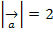 |→a| = 2